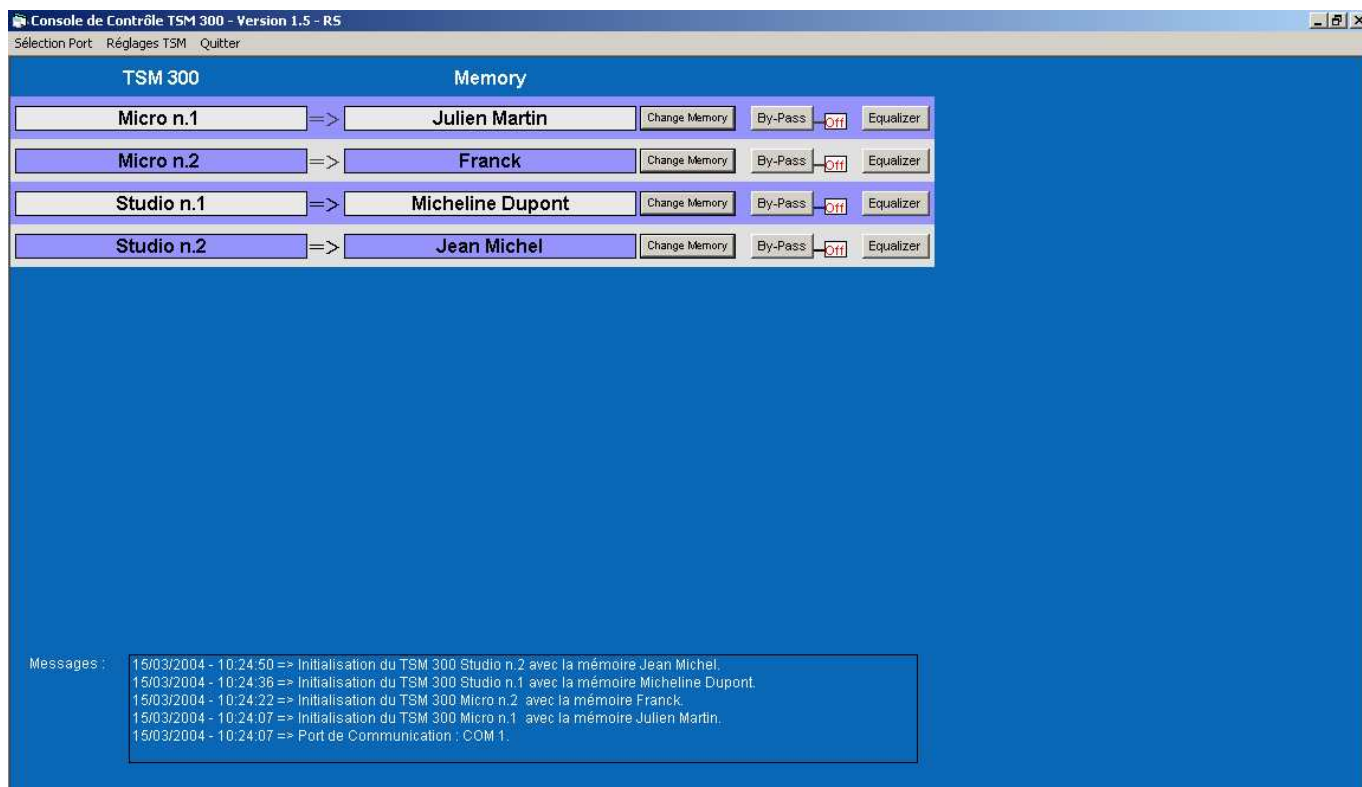 Console de Contrôle TSM 300 - Version 1.5 - RS
Sélection Port Réglages TSM Quitter
TSM 300 Memory
Micro n.1 => Julien Martin Change Memory By-Pass Off Equalizer
Micro n.2 => Franck Change Memory By-Pass Off Equalizer
Studio n.1 => Micheline Dupont Change Memory By-Pass Off Equalizer
Studio n.2 => Jean Michel Change Memory By-Pass Off Equalizer
Messages : 15/03/2004 - 10:24:50 => Initialisation du TSM 300 Studio n.2 avec la mémoire Jean Michel.
15/03/2004 - 10:24:36 => Initialisation du TSM 300 Studio n.1 avec la mémoire Micheline Dupont.
15/03/2004 - 10:24:22 => Initialisation du TSM 300 Micro n.2 avec la mémoire Franck.
15/03/2004 - 10:24:07 => Initialisation du TSM 300 Micro n.1 avec la mémoire Julien Martin.
15/03/2004 - 10:24:07 => Port de Communication : COM 1.